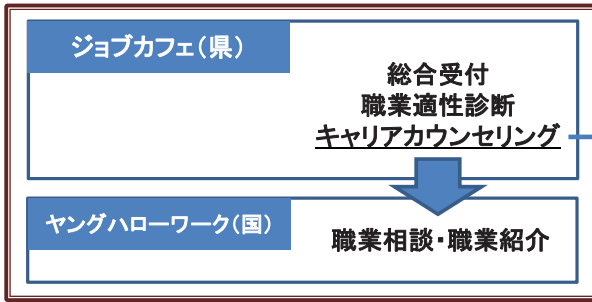 ジョブカフェ（県）
総合受付
職業適性診断
キャリアカウンセリング
ヤングハローワーク（国）
職業相談・職業紹介